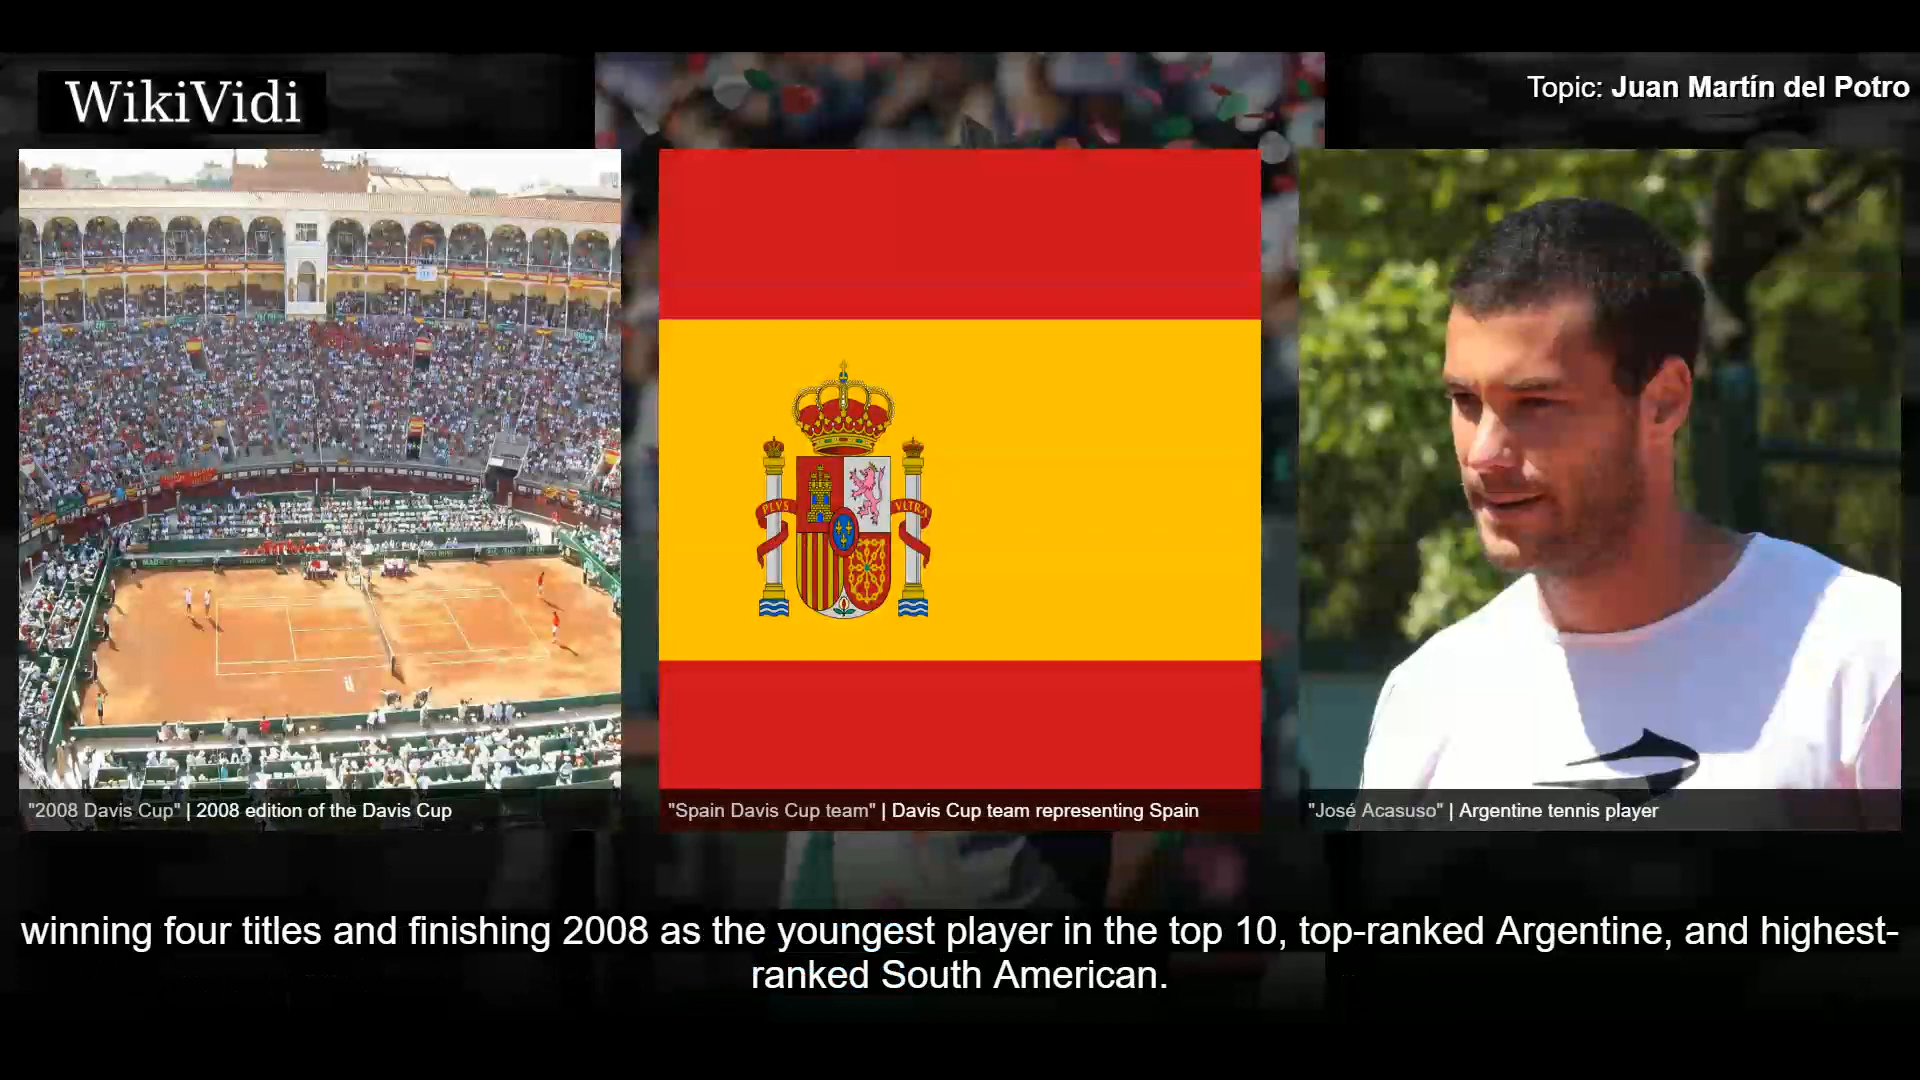 WikiVidi
Topic: Juan Martín del Potro
PLVS VLTRA
"2008 Davis Cup" | 2008 edition of the Davis Cup
"Spain Davis Cup team" | Davis Cup team representing Spain
"José Acasuso" | Argentine tennis player
winning four titles and finishing 2008 as the youngest player in the top 10, top-ranked Argentine, and highest-
ranked South American.